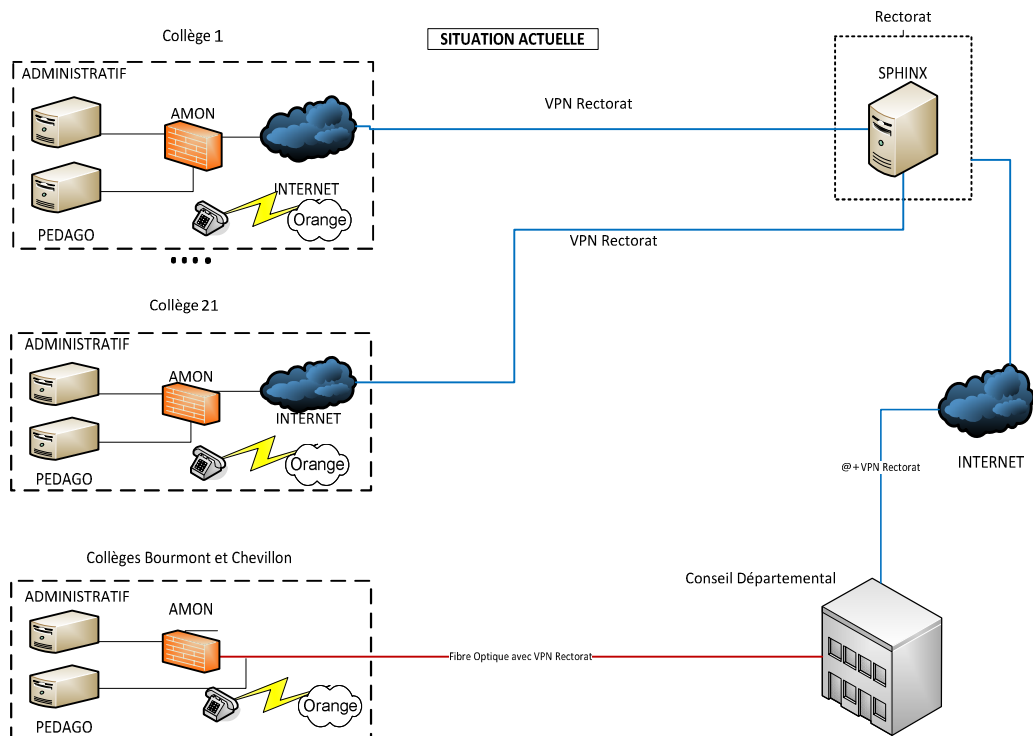 Collège 1
SITUATION ACTUELLE
Rectorat
ADMINISTRATIF
AMON
SPHINX
VPN Rectorat
INTERNET
Orange
PEDAGO
VPN Rectorat
....
Collège 21
ADMINISTRATIF
AMON
INTERNET
Orange
PEDAGO
INTERNET
@+VPN Rectorat
Collèges Bourmont et Chevillon
Conseil Départemental
ADMINISTRATIF
AMON
Fibre Optique avec VPN Rectorat
Orange
PEDAGO